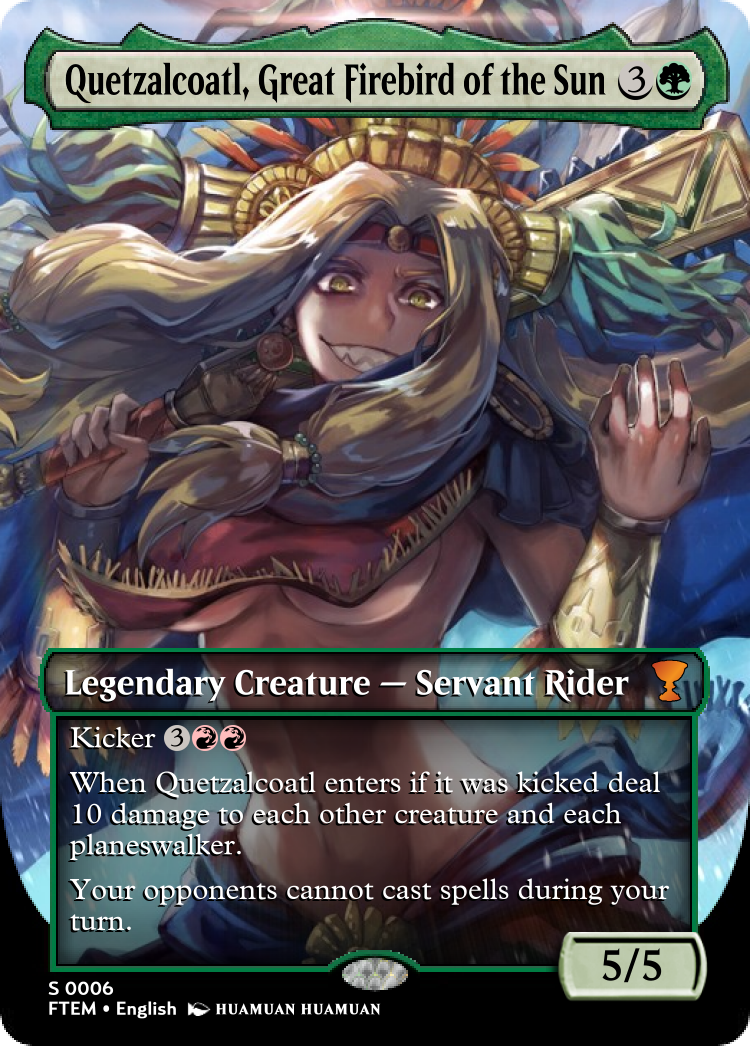 Quetzalcoatl, Great Firebird of the Sun 3
Legendary Creature — Servant Rider
Kicker 3
When Quetzalcoatl enters if it was kicked deal
10 damage to each other creature and each
planeswalker.
Your opponents cannot cast spells during your
turn.
5/5
S 0006
FTEM • English HUAMUAN HUAMUAN